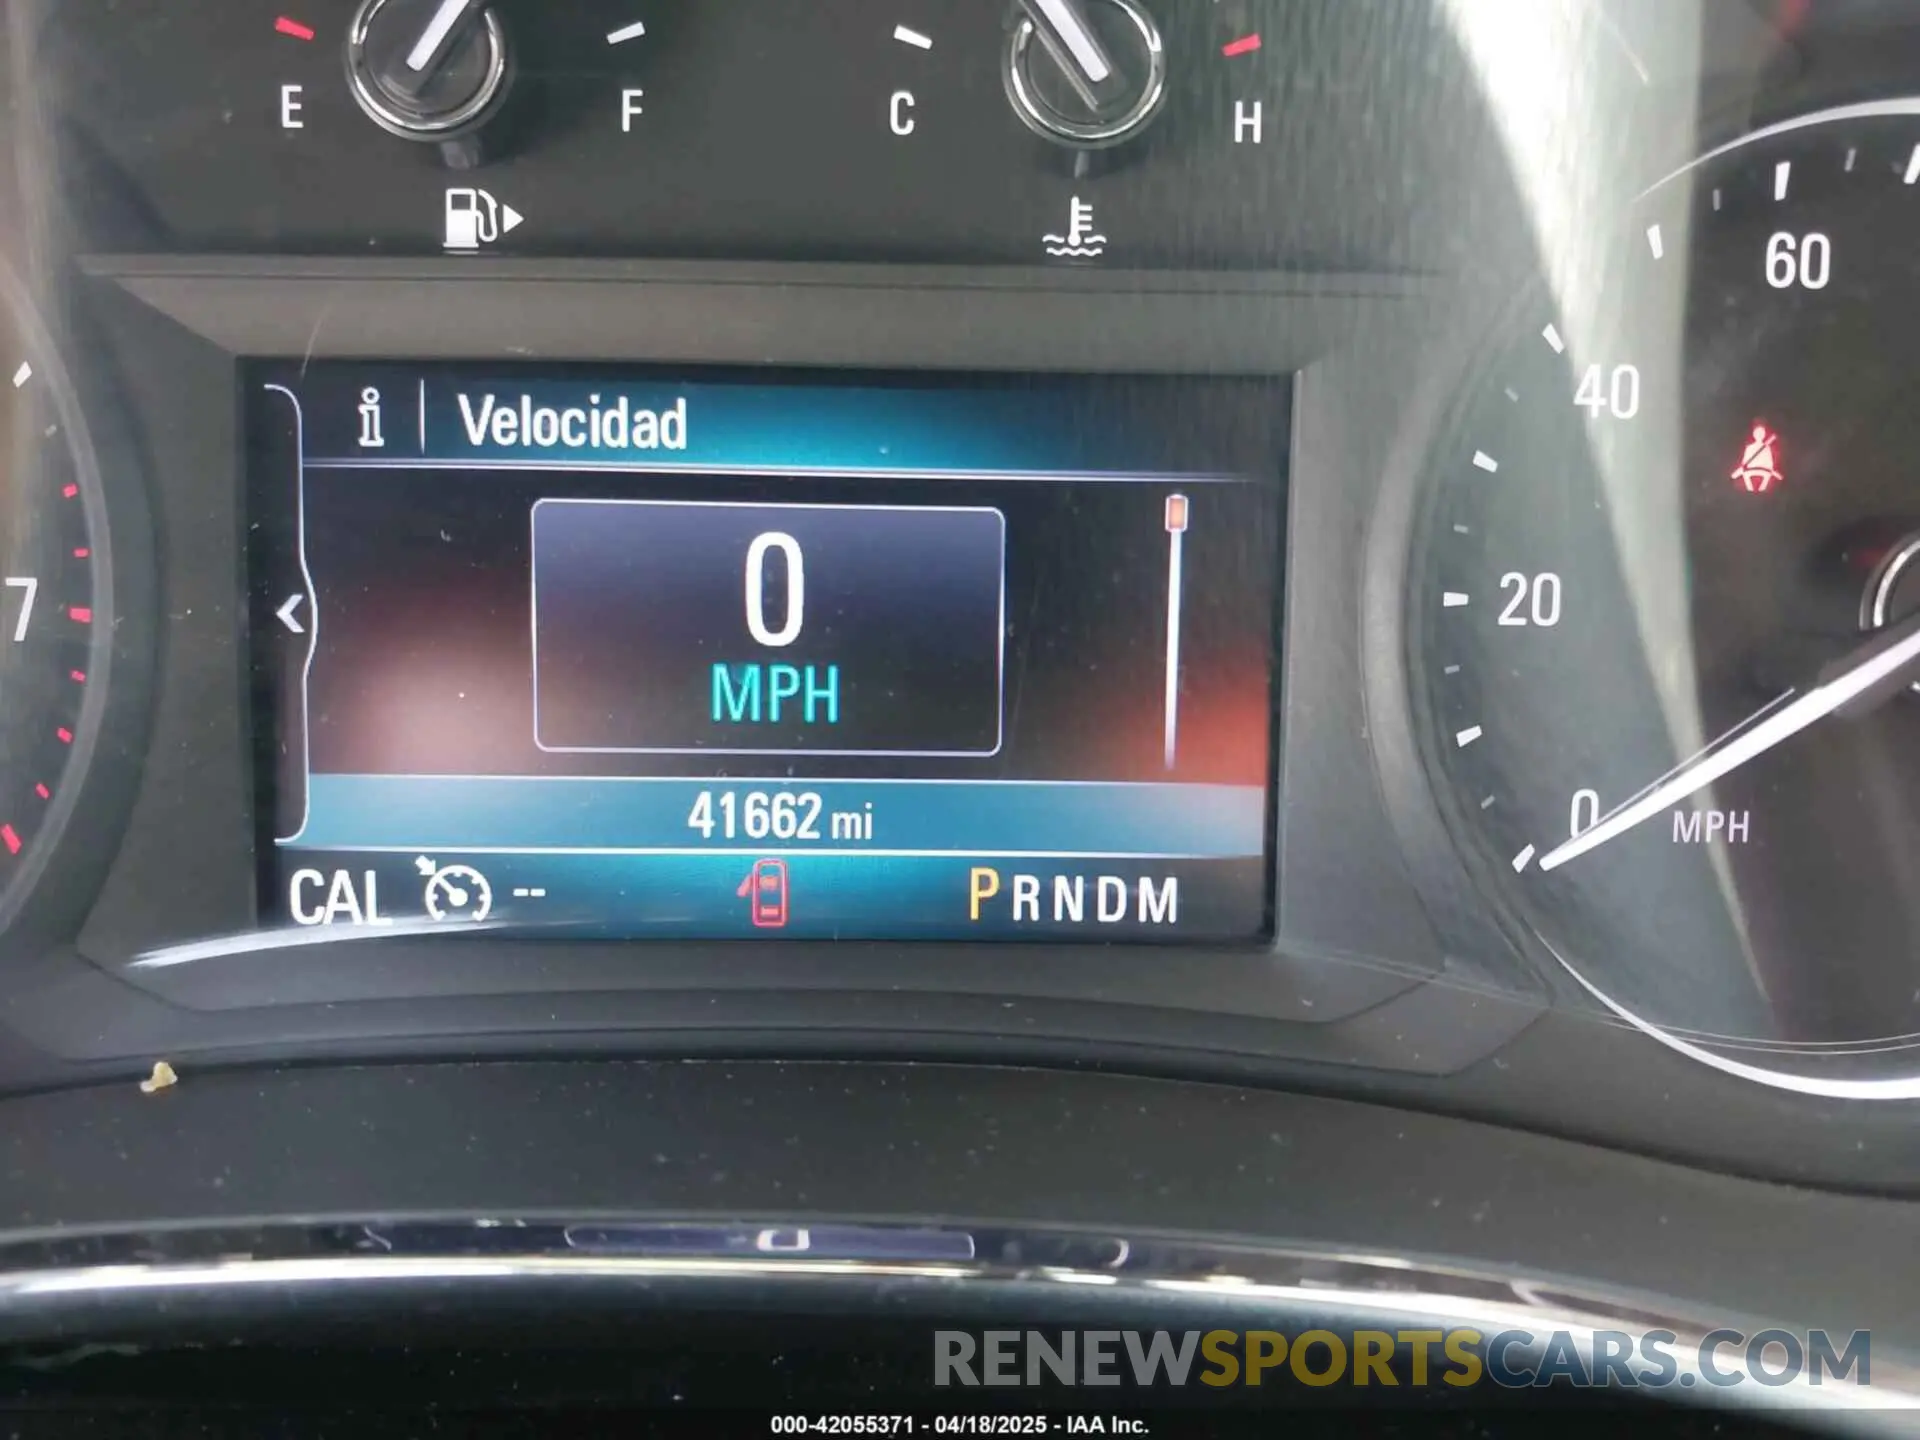 E F C H
60
40
20
0
MPH
7
i Velocidad
0
MPH
41662 mi
CAL -- PRNDM
RENEWSPORTSCARS.COM
000-42055371 - 04/18/2025 - IAA Inc.